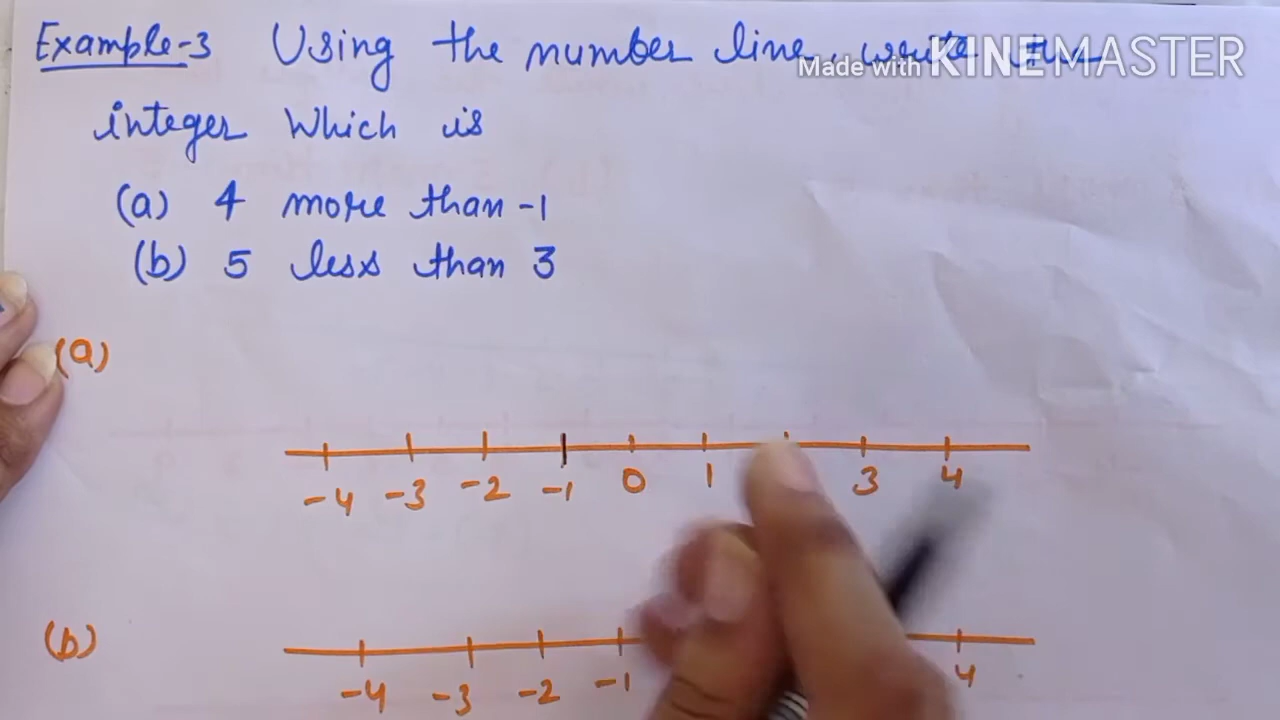 Example-3 Using the number line, write the
Made with KINEMASTER
integer which is
(a) 4 more than -1
(b) 5 less than 3
(a)
-4 -3 -2 -1 0 1 3 4
(b)
-4 -3 -2 -1 4